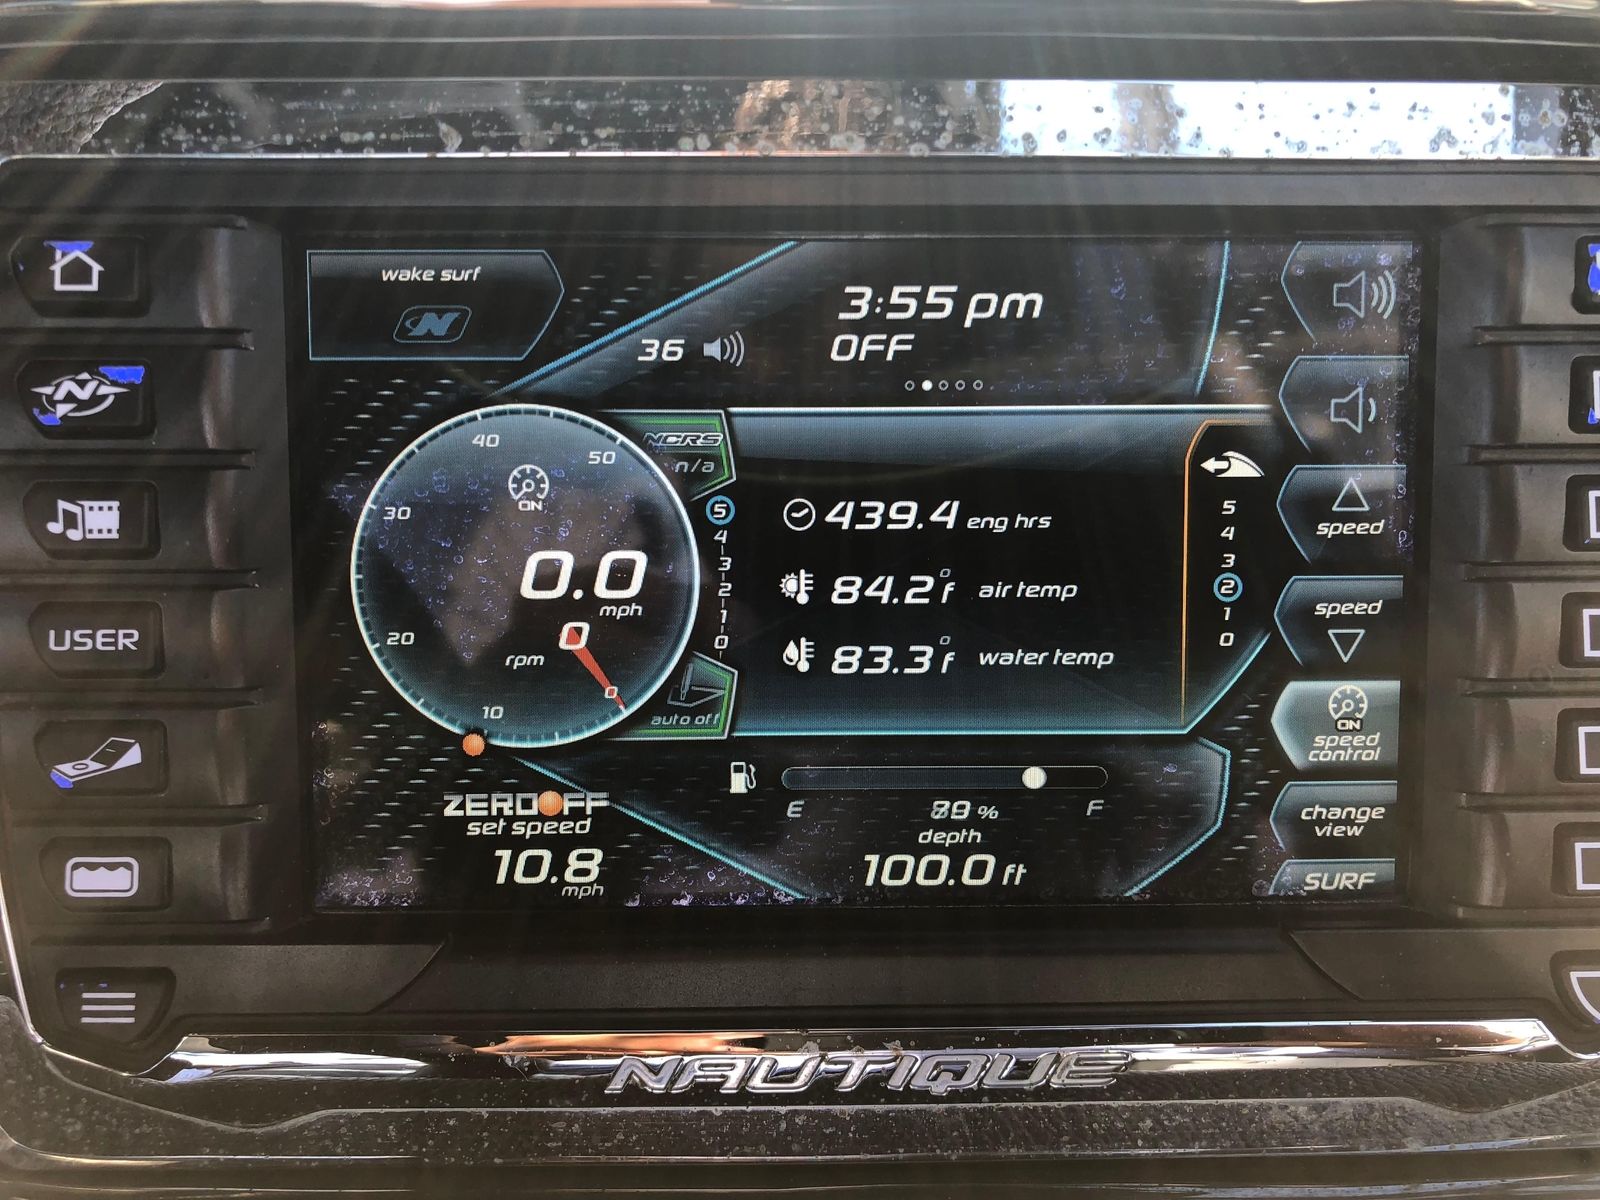 wake surf
N
3:55 pm
36
OFF
NCRS
n/a
40
50
30
20
10
0
ON
0.0
mph
0
rpm
5
4
3
2
1
0
auto off
439.4 eng hrs
84.2°f air temp
83.3°f water temp
5
4
3
2
1
0
speed
speed
ON
speed
control
change
view
SURF
ZEROOFF
set speed
10.8
mph
E
%
F
depth
100.0 ft
N
USER
NAUTIQUE